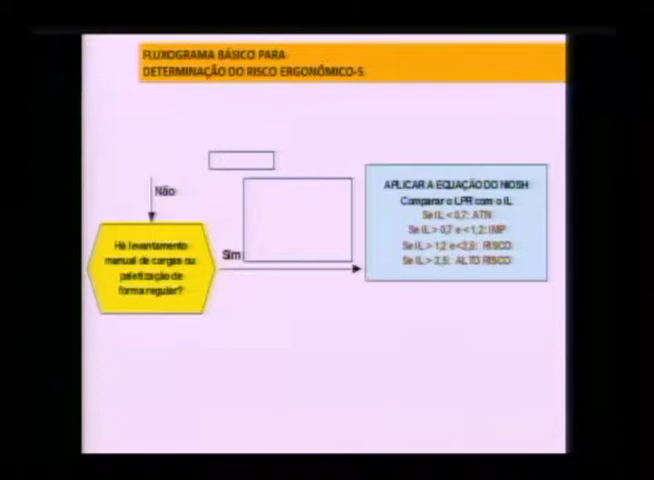 FLUXOGRAMA BÁSICO PARA
DETERMINAÇÃO DO RISCO ERGONÔMICO-5
Não
Há levantamento
manual de cargas ou
paletização de
forma regular?
Sim
APLICAR A EQUAÇÃO DO NIOSH
Comparar o LPR com o IL
Se IL < 0,7: ATN
Se IL > 0,7 e <1,2: IMP
Se IL > 1,2 e <2,5: RISCO
Se IL > 2,5: ALTO RISCO